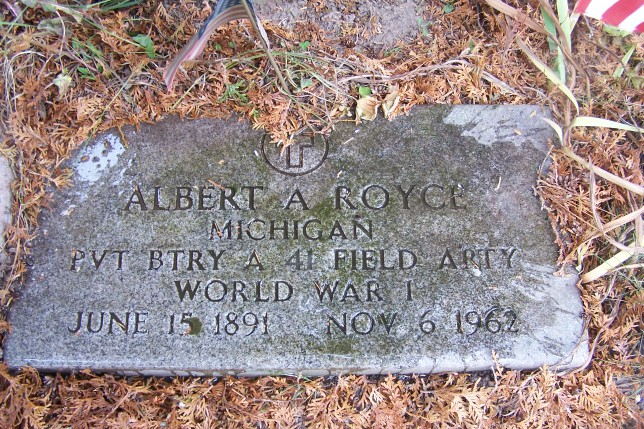 ALBERT A ROYCE
MICHIGAN
PVT BTRY A 41 FIELD ARTY
WORLD WAR I
JUNE 15 1891 NOV 6 1962